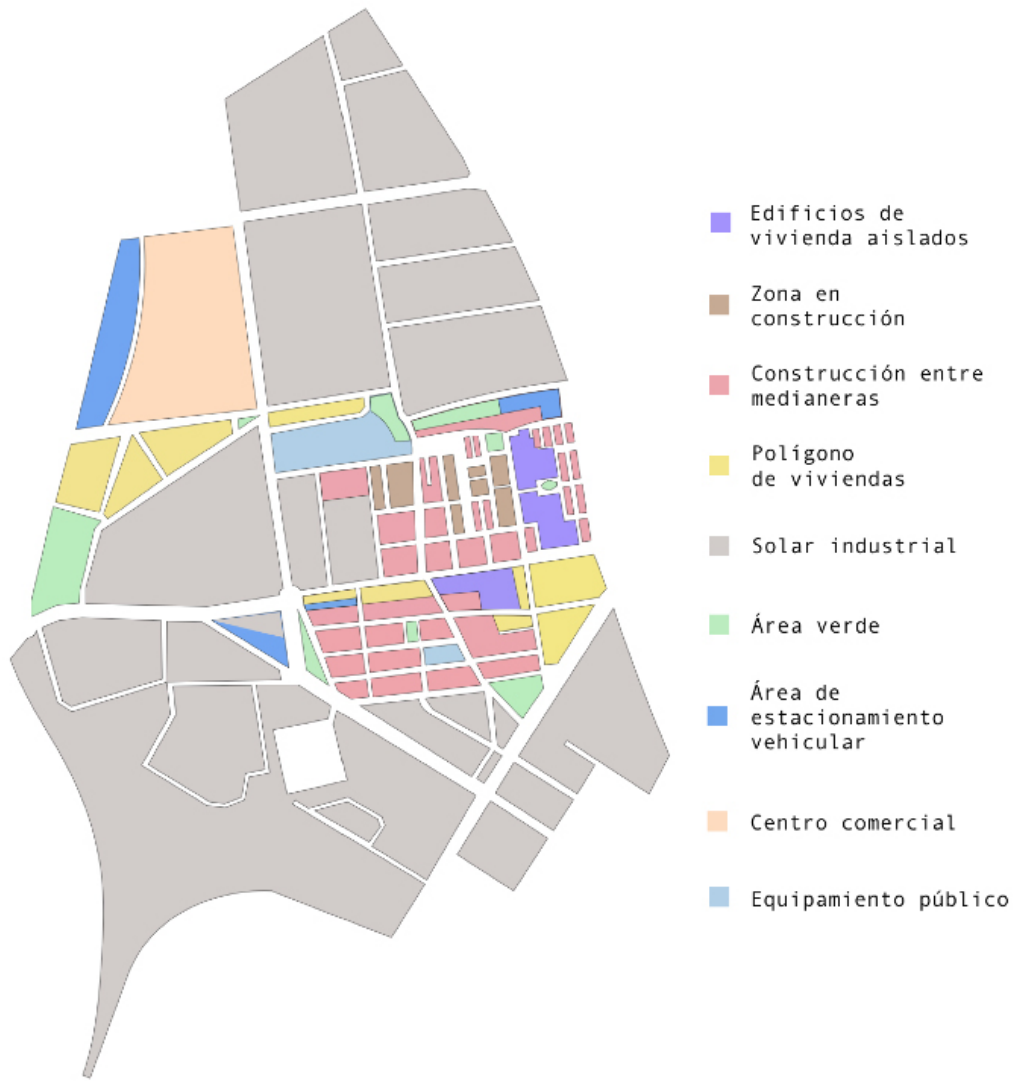 Edificios de
vivienda aislados
Zona en
construcción
Construcción entre
medianeras
Polígono
de viviendas
Solar industrial
Área verde
Área de
estacionamiento
vehicular
Centro comercial
Equipamiento público